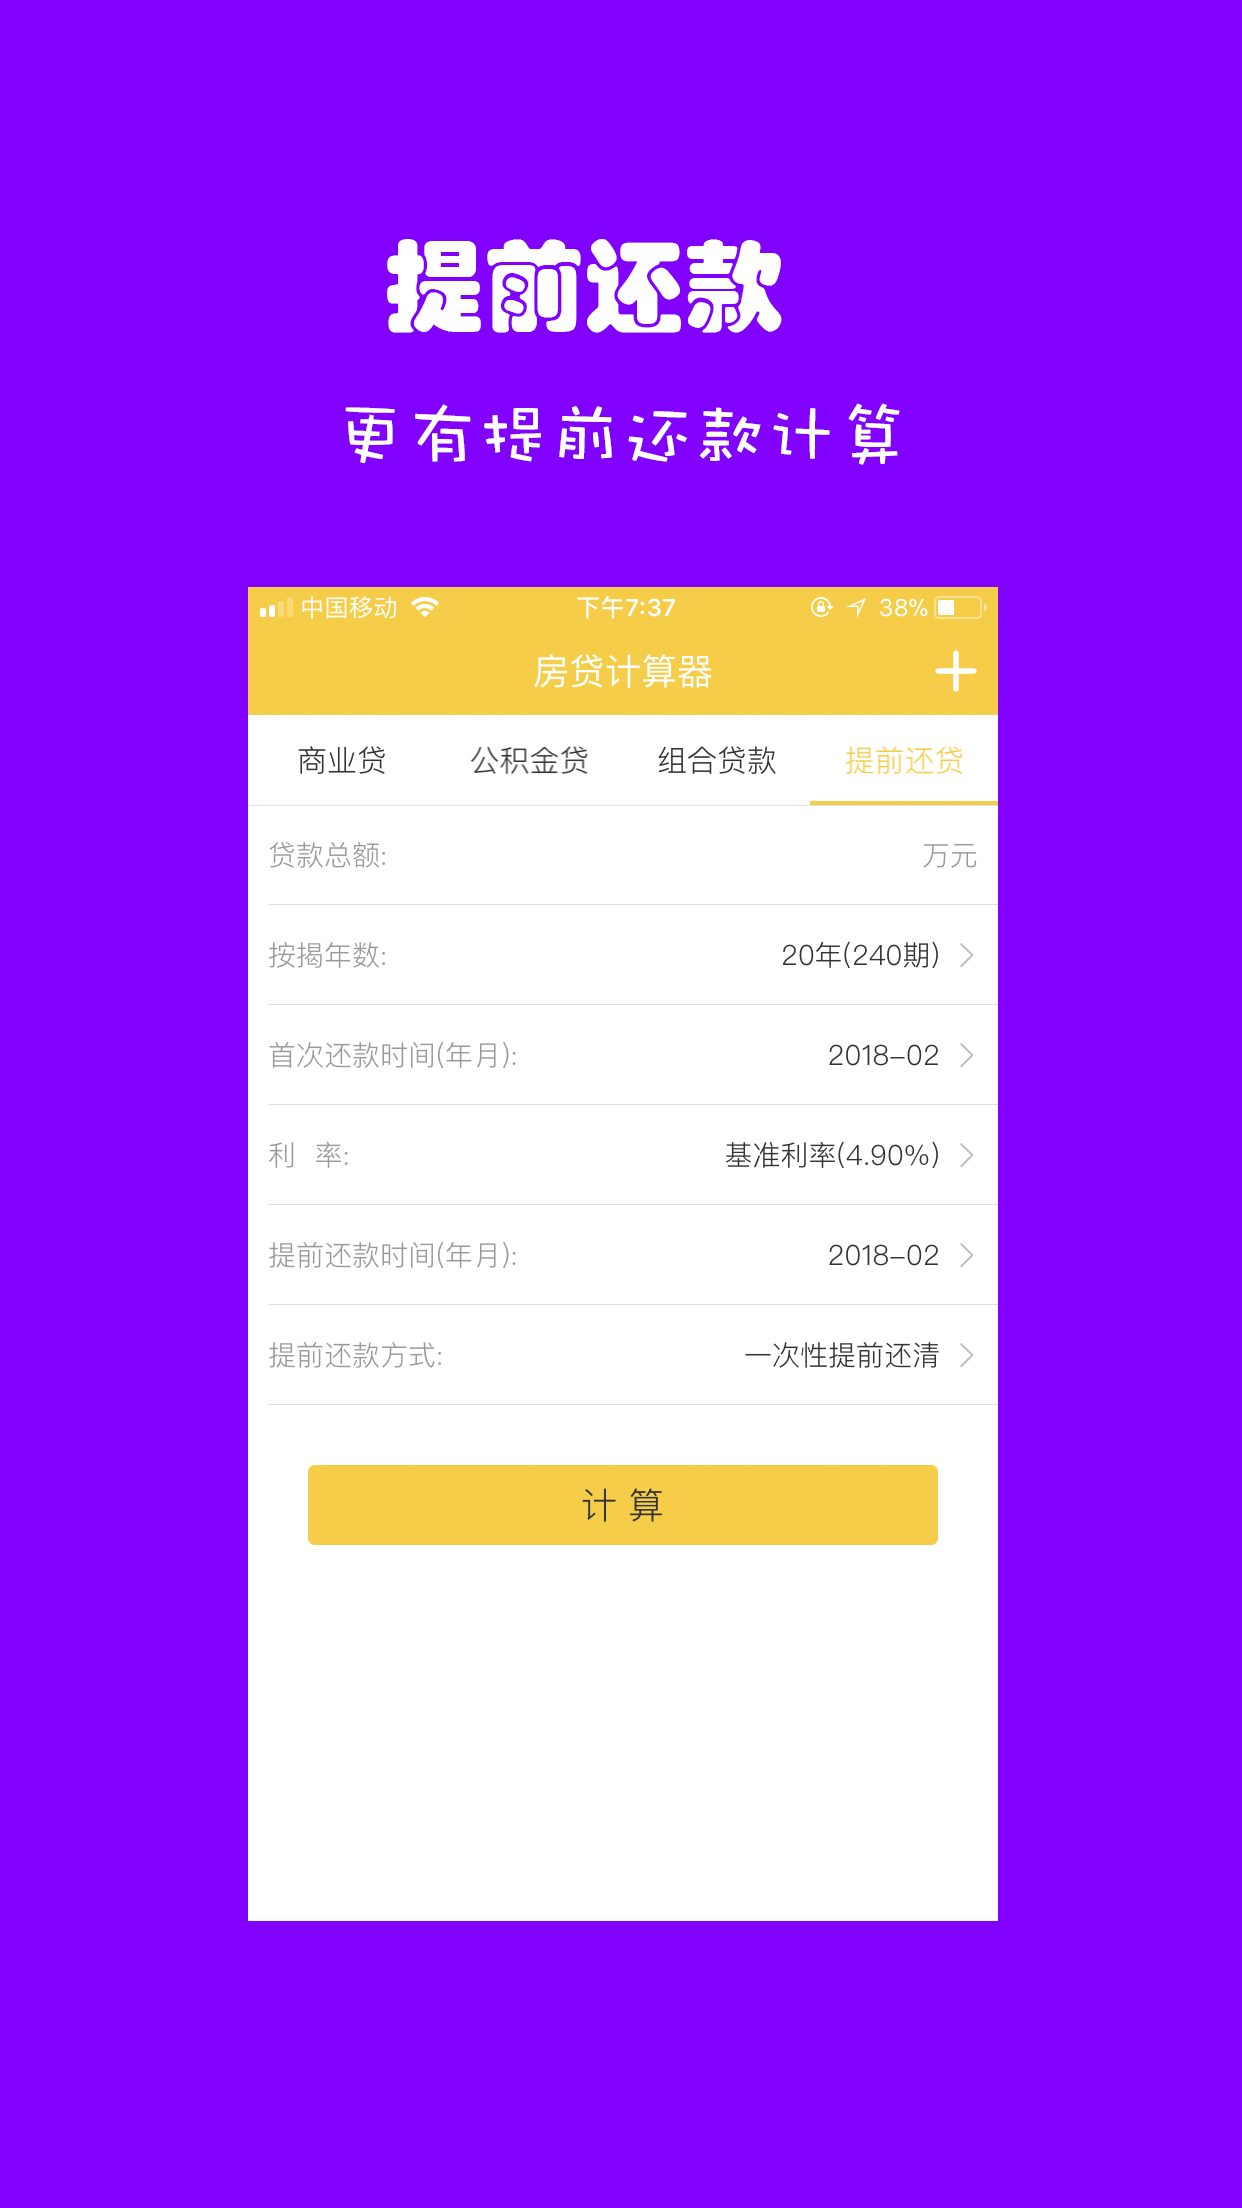 提前还款
更有提前还款计算
中国移动 下午7:37 38%
房贷计算器
商业贷 公积金贷 组合贷款 提前还贷
贷款总额: 万元
按揭年数: 20年(240期)
首次还款时间(年月): 2018-02
利 率: 基准利率(4.90%)
提前还款时间(年月): 2018-02
提前还款方式: 一次性提前还清
计 算